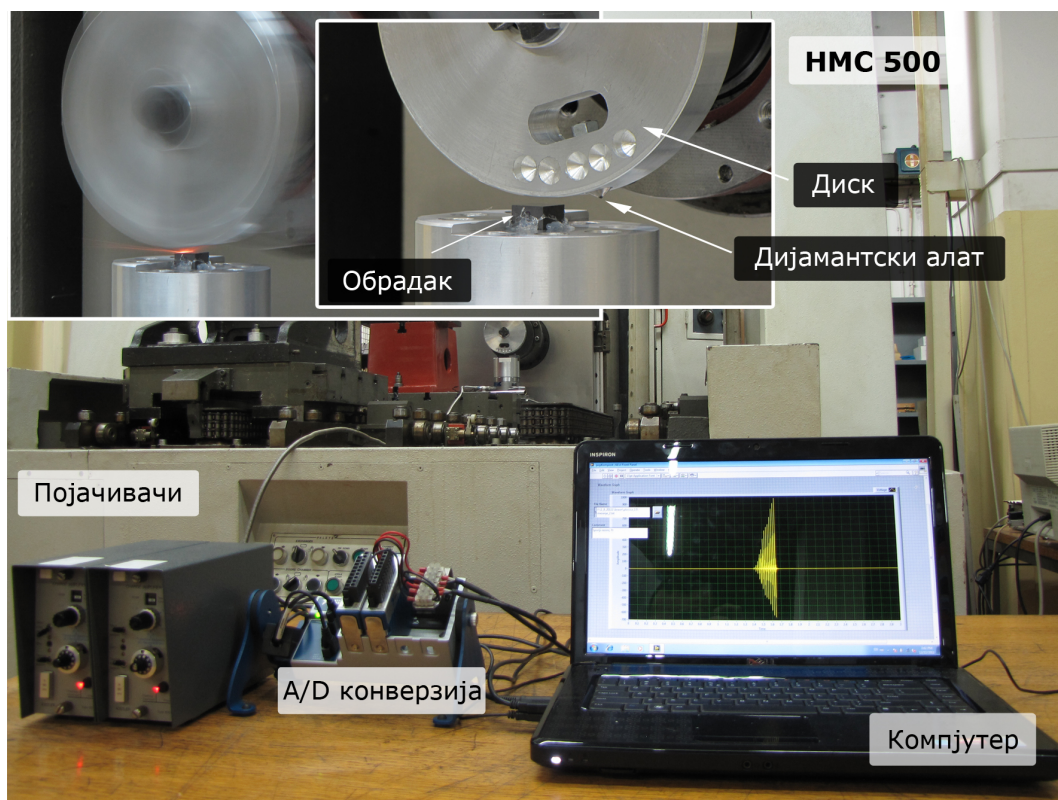 HMC 500
Диск
Дијамантски алат
Обрадак
INSPIRON
Појачивачи
A/D конверзија
Компјутер